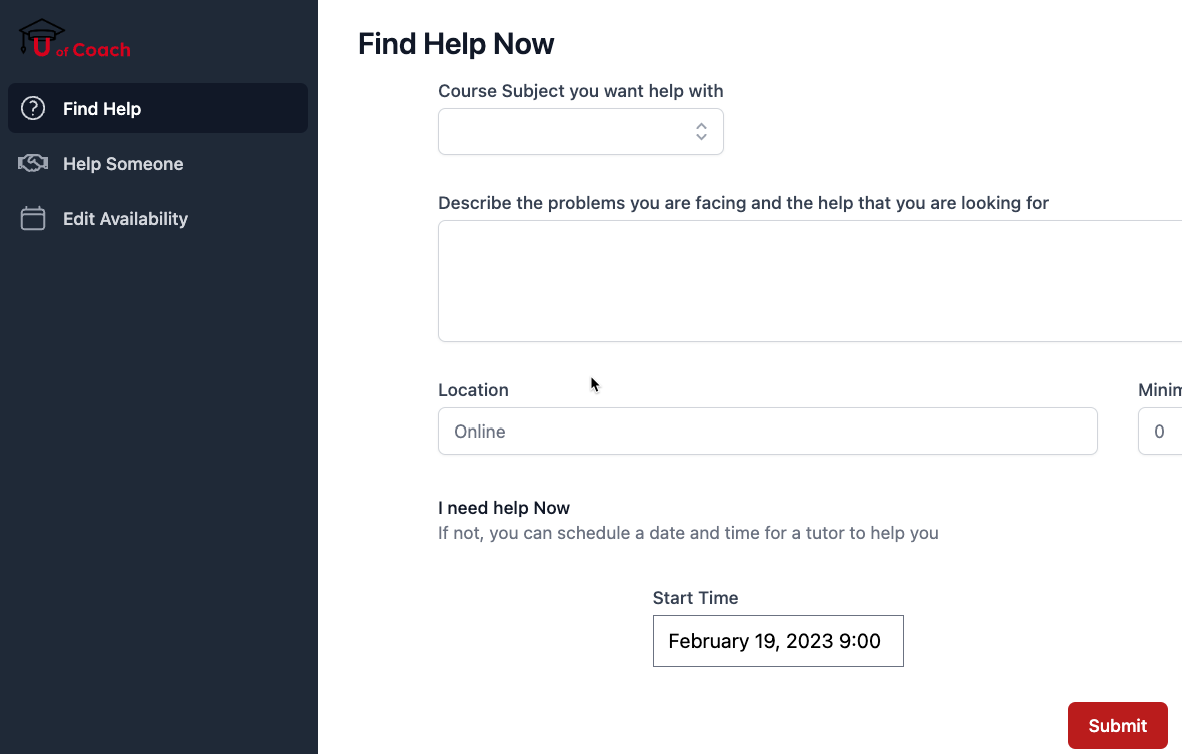 U of Coach
Find Help
Help Someone
Edit Availability
Find Help Now
Course Subject you want help with
Describe the problems you are facing and the help that you are looking for
Location
Online
0
I need help Now
If not, you can schedule a date and time for a tutor to help you
Start Time
February 19, 2023 9:00
Submit